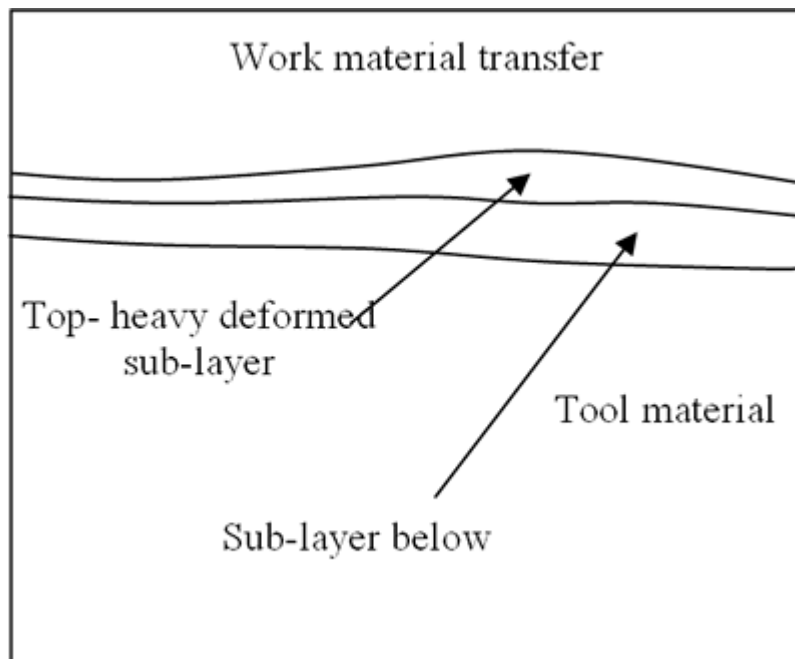 Work material transfer
Top- heavy deformed
sub-layer
Tool material
Sub-layer below